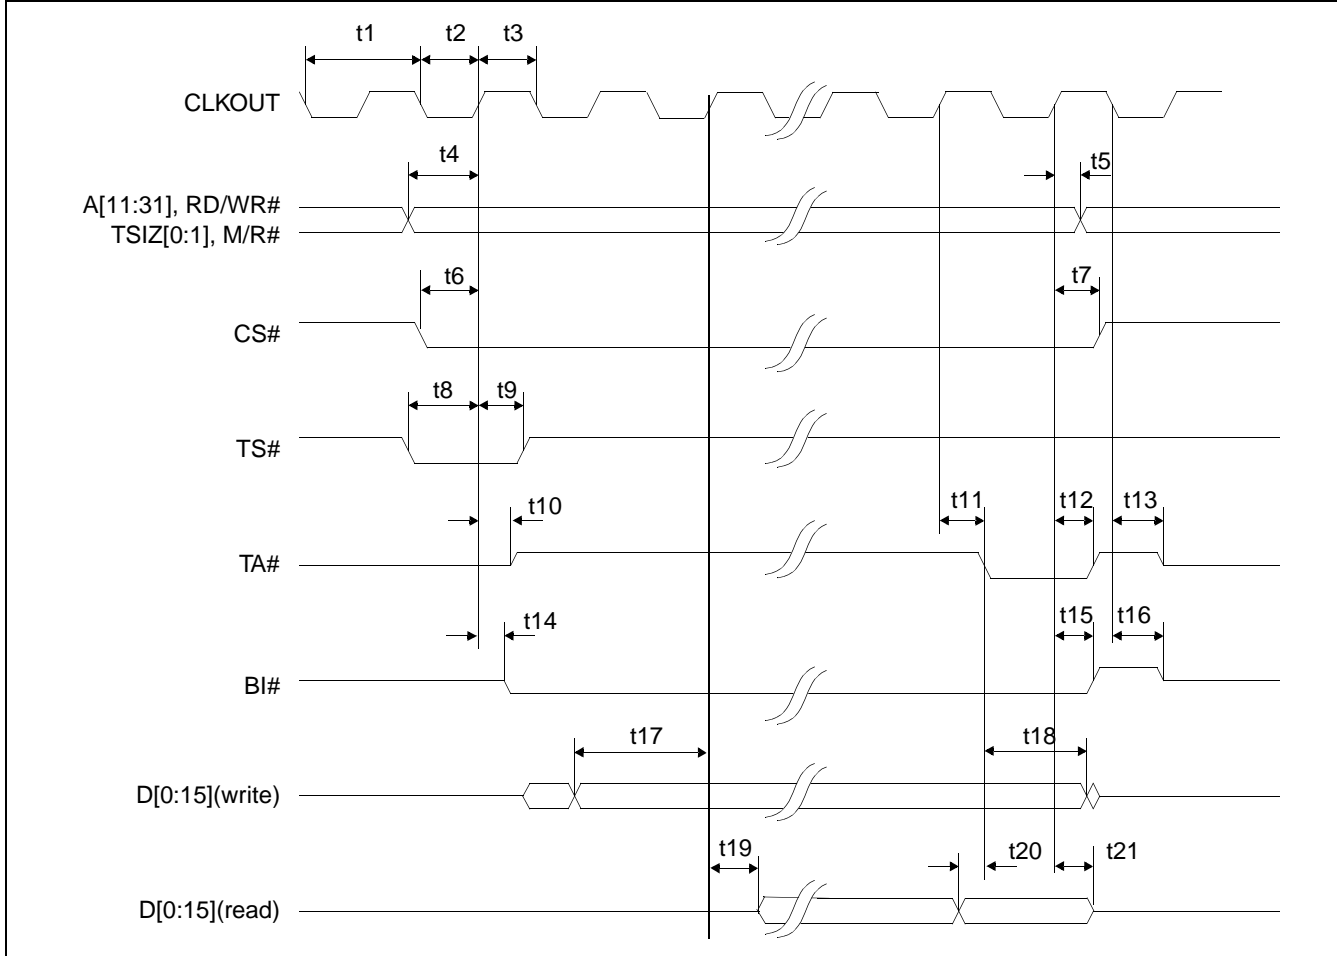 t1 t2 t3
CLKOUT
t4 t5
A[11:31], RD/WR#
TSIZ[0:1], M/R#
t6 t7
CS#
t8 t9
TS#
t10 t11 t12 t13
TA#
t14 t15 t16
BI#
t17 t18
D[0:15](write)
t19 t20 t21
D[0:15](read)